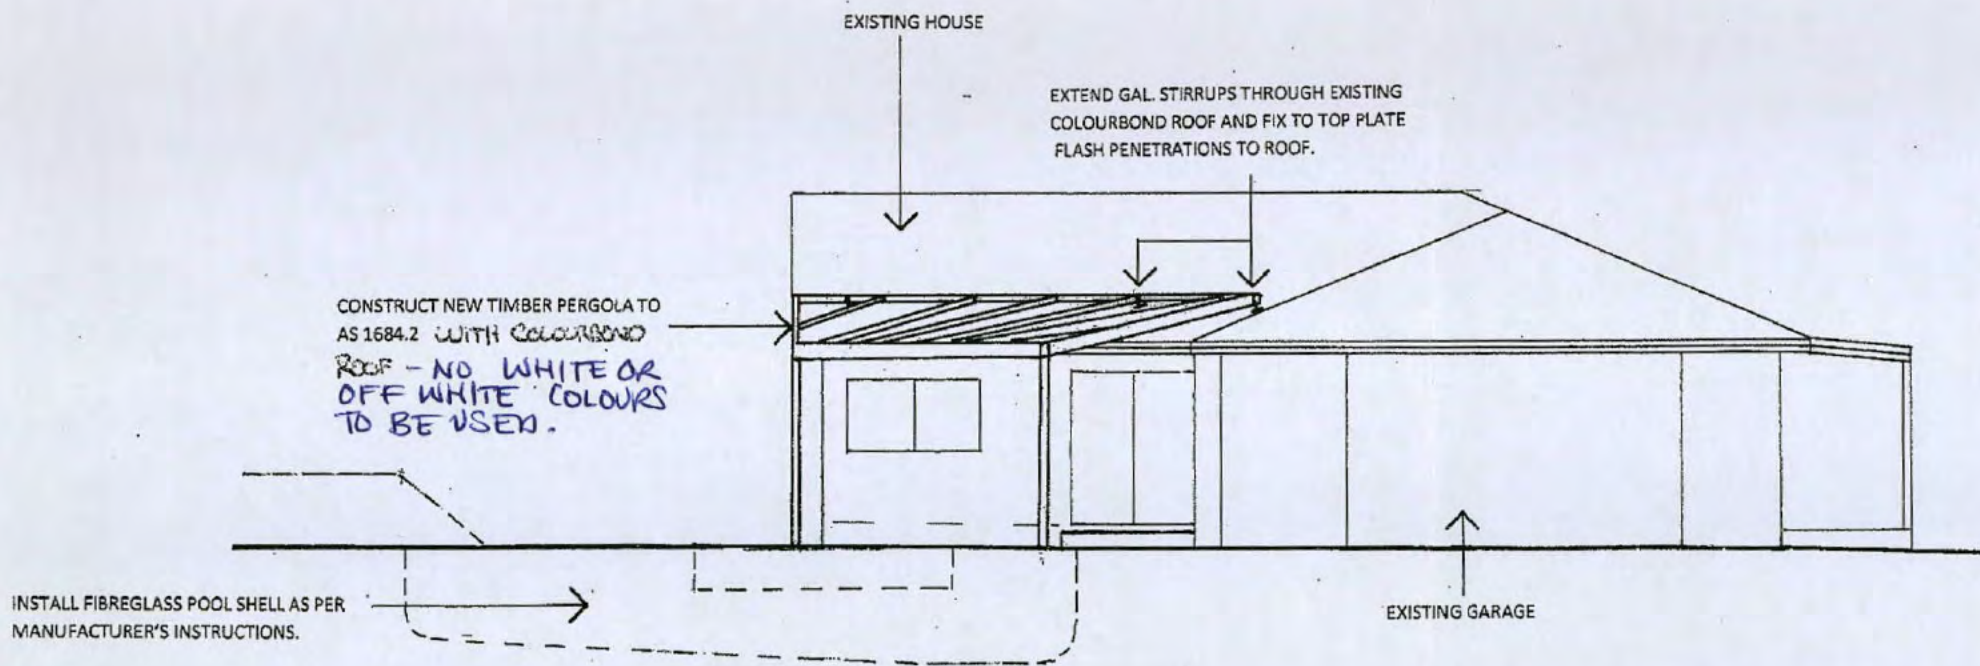 EXISTING HOUSE
EXTEND GAL. STIRRUPS THROUGH EXISTING
COLOURBOND ROOF AND FIX TO TOP PLATE
FLASH PENETRATIONS TO ROOF.
CONSTRUCT NEW TIMBER PERGOLA TO
AS 1684.2 WITH COLOURBOND
ROOF - NO WHITE OR
OFF WHITE COLOURS
TO BE USED.
INSTALL FIBREGLASS POOL SHELL AS PER
MANUFACTURER'S INSTRUCTIONS.
EXISTING GARAGE